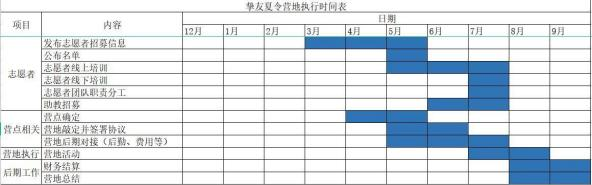 挚友夏令营地执行时间表
项目 内容 日期
12月 1月 2月 3月 4月 5月 6月 7月 8月 9月
志愿者
发布志愿者招募信息
公布名单
志愿者线上培训
志愿者线下培训
志愿者团队职责分工
助教招募
营点相关
营点确定
营地敲定并签署协议
营地后期对接（后勤、费用等）
营地执行 营地活动
后期工作
财务结算
营地总结